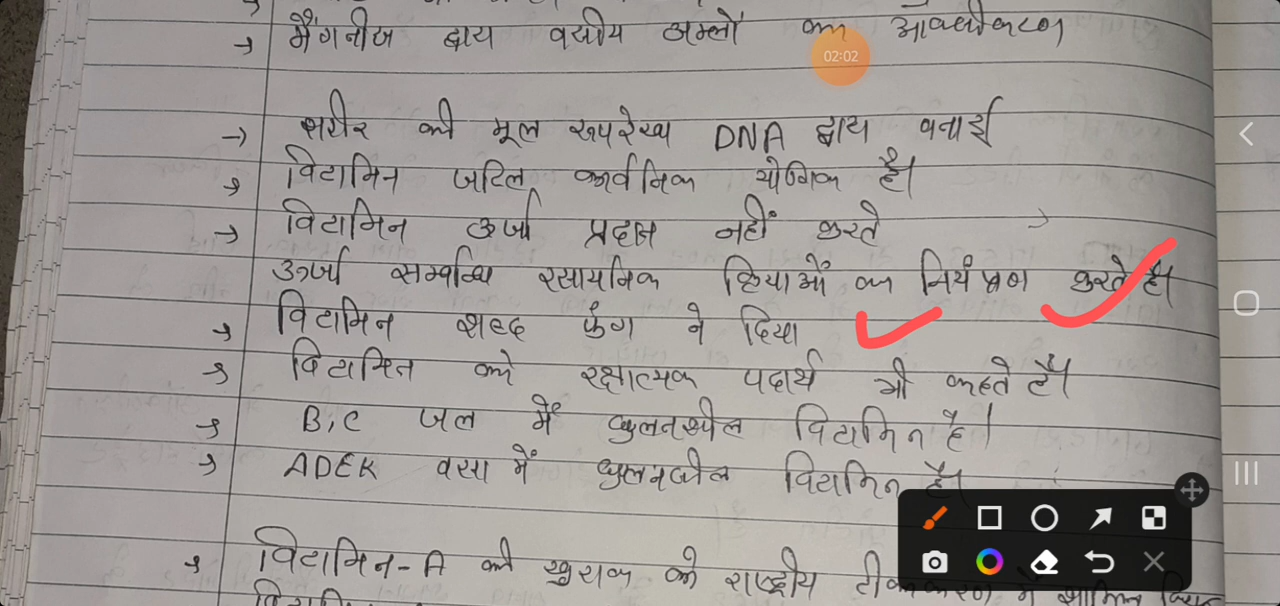 → मैंगनीज द्वारा वसीय अम्लों का ऑक्सीकरण
02:02
→ शरीर की मूल रूपरेखा DNA द्वारा बनाई
→ विटामिन जटिल कार्बनिक यौगिक है।
→ विटामिन ऊर्जा प्रदान नहीं करते
ऊर्जा सम्बन्धि रसायनिक क्रियाओं का नियंत्रण करते है।
→ विटामिन शब्द फुंग ने दिया
→ विटामिन को रक्षात्मक पदार्थ भी कहते हैं।
→ B,C जल में घुलनशील विटामिन है।
→ ADEK वसा में घुलनशील विटामिन है।
→ विटामिन-A की खुराक को राष्ट्रीय टीकाकरण में शामिल किया